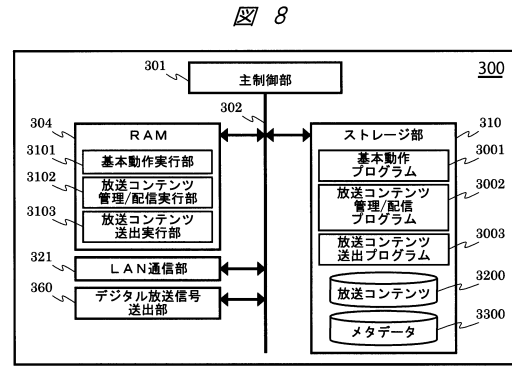 図 8
300
301
主制御部
302
304
RAM
3101
基本動作実行部
3102
放送コンテンツ
管理/配信実行部
3103
放送コンテンツ
送出実行部
321
LAN通信部
360
デジタル放送信号
送出部
310
ストレージ部
基本動作
プログラム
3001
放送コンテンツ
管理/配信
プログラム
3002
放送コンテンツ
送出プログラム
3003
放送コンテンツ
3200
メタデータ
3300